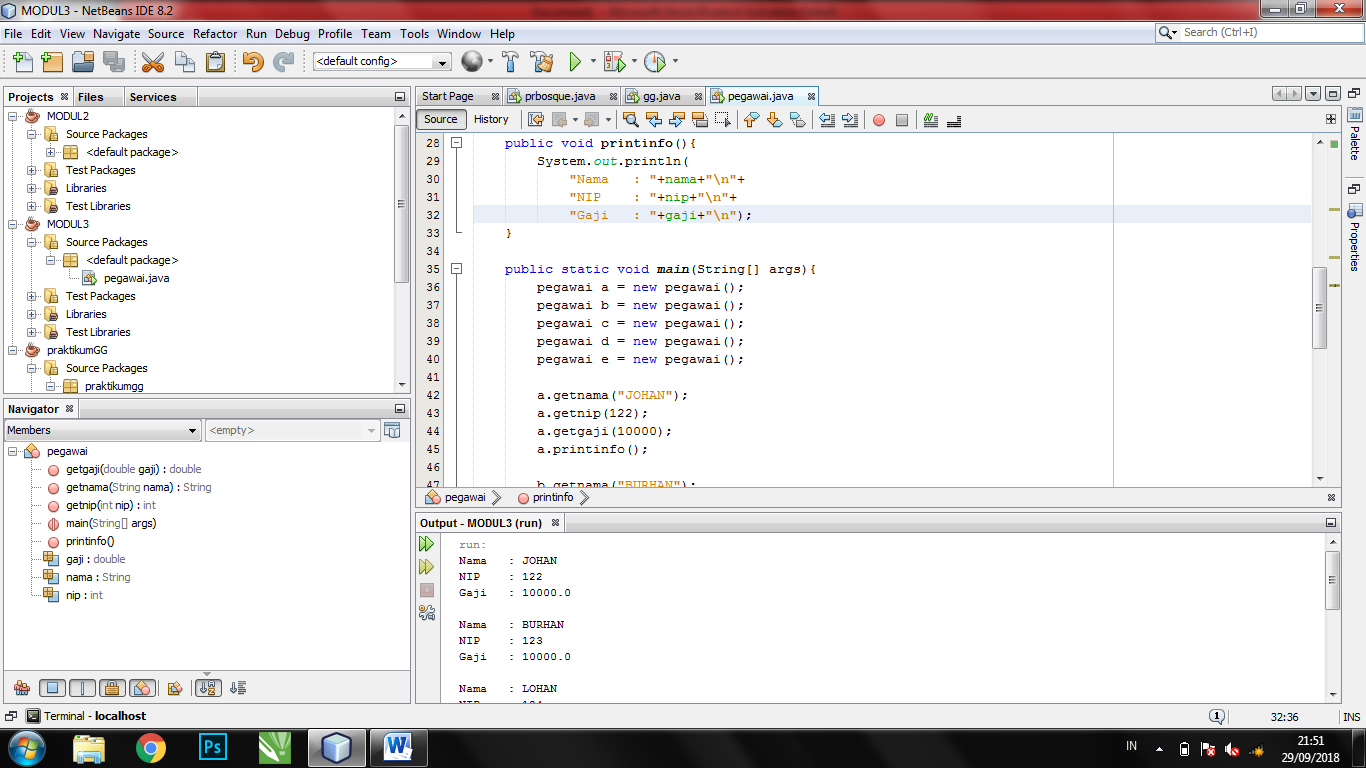 MODUL3 - NetBeans IDE 8.2
File Edit View Navigate Source Refactor Run Debug Profile Team Tools Window Help
Search (Ctrl+I)
<default config>
Projects Files Services
MODUL2
Source Packages
<default package>
Test Packages
Libraries
Test Libraries
MODUL3
Source Packages
<default package>
pegawai.java
Test Packages
Libraries
Test Libraries
praktikumGG
Source Packages
praktikumgg
Navigator
Members <empty>
pegawai
getgaji(double gaji) : double
getnama(String nama) : String
getnip(int nip) : int
main(String[] args)
printinfo()
gaji : double
nama : String
nip : int
Start Page prbosque.java gg.java pegawai.java
Source History
28 public void printinfo(){
29 System.out.println(
30 "Nama   : "+nama+"\n"+
31 "NIP    : "+nip+"\n"+
32 "Gaji   : "+gaji+"\n");
33 }
34
35 public static void main(String[] args){
36 pegawai a = new pegawai();
37 pegawai b = new pegawai();
38 pegawai c = new pegawai();
39 pegawai d = new pegawai();
40 pegawai e = new pegawai();
41
42 a.getnama("JOHAN");
43 a.getnip(122);
44 a.getgaji(10000);
45 a.printinfo();
46
47 b.getnama("BURHAN");
pegawai printinfo
Palette
Properties
Output - MODUL3 (run)
run:
Nama   : JOHAN
NIP    : 122
Gaji   : 10000.0
Nama   : BURHAN
NIP    : 123
Gaji   : 10000.0
Nama   : LOHAN
Terminal - localhost
1
32:36 INS
Ps
W
IN
21:51
29/09/2018